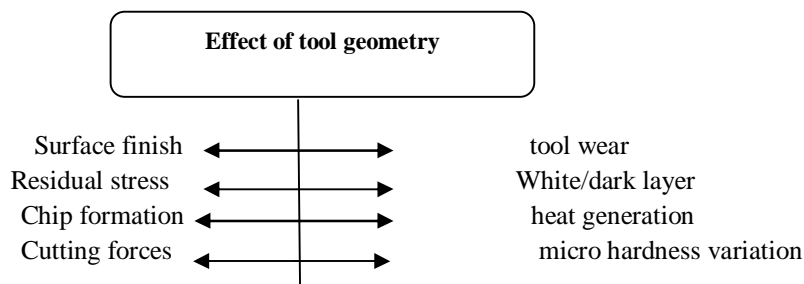 Effect of tool geometry
Surface finish tool wear
Residual stress White/dark layer
Chip formation heat generation
Cutting forces micro hardness variation